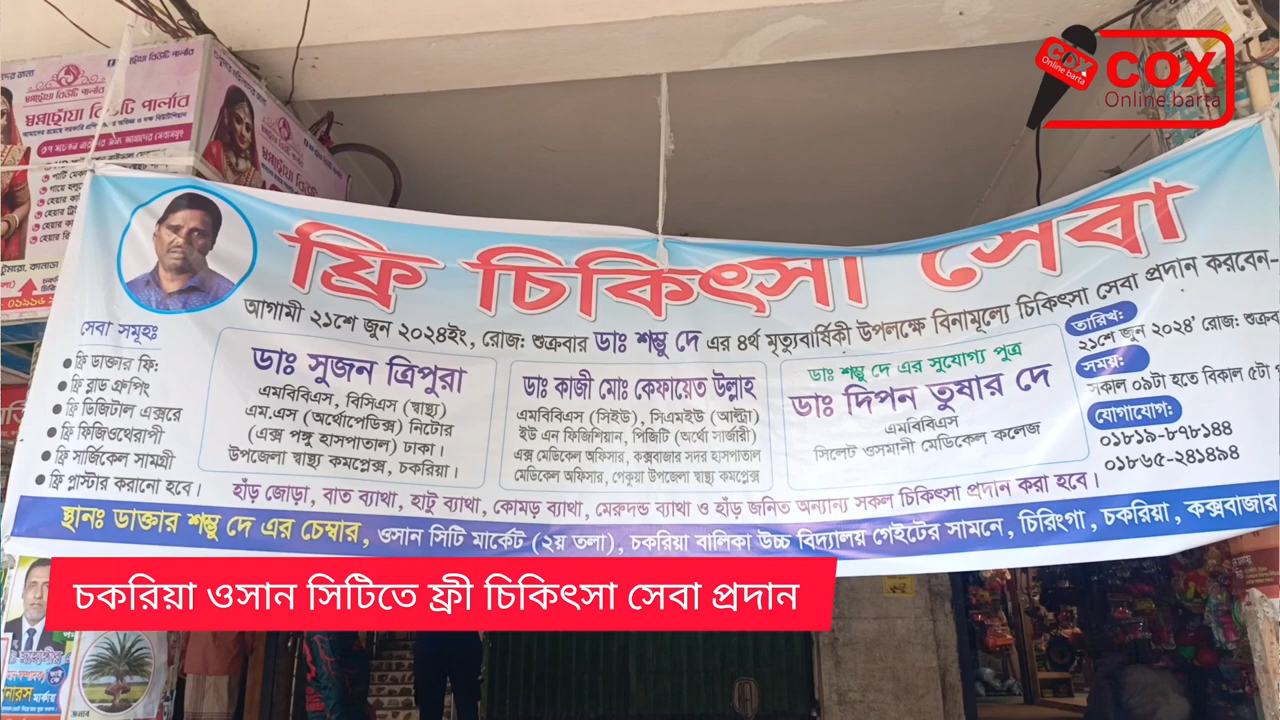 COX
Online barta
COX
Online barta
বিউটি পার্লার
বিউটি পার্লার
ফ্রি চিকিৎসা সেবা
আগামী ২১শে জুন ২০২৪ইং, রোজ: শুক্রবার ডাঃ শম্ভু দে এর ৪র্থ মৃত্যুবার্ষিকী উপলক্ষে বিনামূল্যে চিকিৎসা সেবা প্রদান করবেন-
সেবা সমূহঃ
● ফ্রি ডাক্তার ফি:
● ফ্রি ব্লাড গ্রুপিং
● ফ্রি ডিজিটাল এক্সরে
● ফ্রি ফিজিওথেরাপী
● ফ্রি সার্জিকেল সামগ্রী
● ফ্রি প্লাস্টার করানো হবে।
ডাঃ সুজন ত্রিপুরা
এমবিবিএস, বিসিএস (স্বাস্থ্য)
এম.এস (অর্থোপেডিক্স) নিটোর
(এক্স পঙ্গু হাসপাতাল) ঢাকা।
উপজেলা স্বাস্থ্য কমপ্লেক্স, চকরিয়া।
ডাঃ কাজী মোঃ কেফায়েত উল্লাহ
এমবিবিএস (সিইউ), সিএমইউ (আল্ট্রা)
ইউ এন ফিজিশিয়ান, পিজিটি (অর্থো সার্জারী)
এক্স মেডিকেল অফিসার, কক্সবাজার সদর হাসপাতাল
মেডিকেল অফিসার, পেকুয়া উপজেলা স্বাস্থ্য কমপ্লেক্স
ডাঃ শম্ভু দে এর সুযোগ্য পুত্র
ডাঃ দিপন তুষার দে
এমবিবিএস
সিলেট ওসমানী মেডিকেল কলেজ
তারিখ:
২১শে জুন ২০২৪' রোজ: শুক্রবা
সময়:
সকাল ০৯টা হতে বিকাল ৫টা
যোগাযোগ:
০১৮১৯-৮৭৮১৪৪
০১৮৬৫-২৪১৪৯৪
হাঁড় জোড়া, বাত ব্যাথা, হাটু ব্যাথা, কোমড় ব্যাথা, মেরুদন্ড ব্যাথা ও হাঁড় জনিত অন্যান্য সকল চিকিৎসা প্রদান করা হবে।
স্থানঃ ডাক্তার শম্ভু দে এর চেম্বার, ওসান সিটি মার্কেট (২য় তলা), চকরিয়া বালিকা উচ্চ বিদ্যালয় গেইটের সামনে, চিরিংগা, চকরিয়া, কক্সবাজার
চকরিয়া ওসান সিটিতে ফ্রী চিকিৎসা সেবা প্রদান
মার্কায়